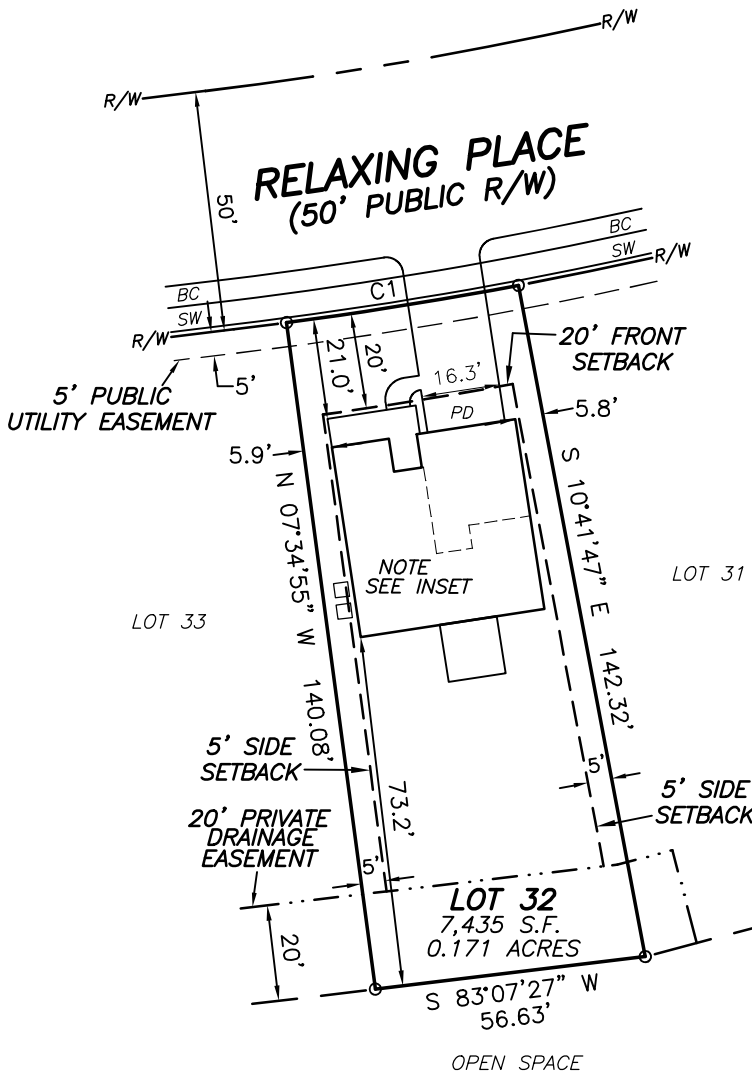 R/W
R/W
RELAXING PLACE
(50' PUBLIC R/W)
50'
BC
SW
R/W
BC
SW
R/W
C1
5' PUBLIC
UTILITY EASEMENT
5'
21.0'
20'
16.3'
PD
20' FRONT
SETBACK
5.9'
5.8'
N 07°34'55" W 140.08'
S 10°41'47" E 142.32'
NOTE
SEE INSET
LOT 33
LOT 31
5' SIDE
SETBACK
73.2'
5'
5' SIDE
SETBACK
20' PRIVATE
DRAINAGE
EASEMENT
5'
20'
LOT 32
7,435 S.F.
0.171 ACRES
S 83°07'27" W
56.63'
OPEN SPACE